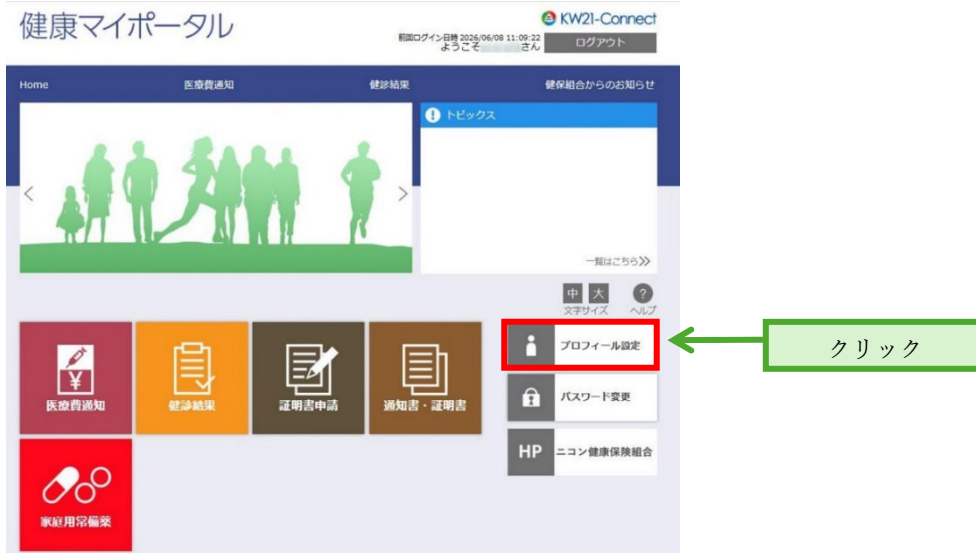 健康マイポータル
KW21-Connect
前回ログイン日時 2026/06/08 11:09:22
ようこそ さん
ログアウト
Home 医療費通知 健診結果 健保組合からのお知らせ
! トピックス
一覧はこちら
中 大 ?
文字サイズ ヘルプ
プロフィール設定
クリック
¥
医療費通知 健診結果 証明書申請 通知書・証明書
パスワード変更
HP ニコン健康保険組合
家庭用常備薬